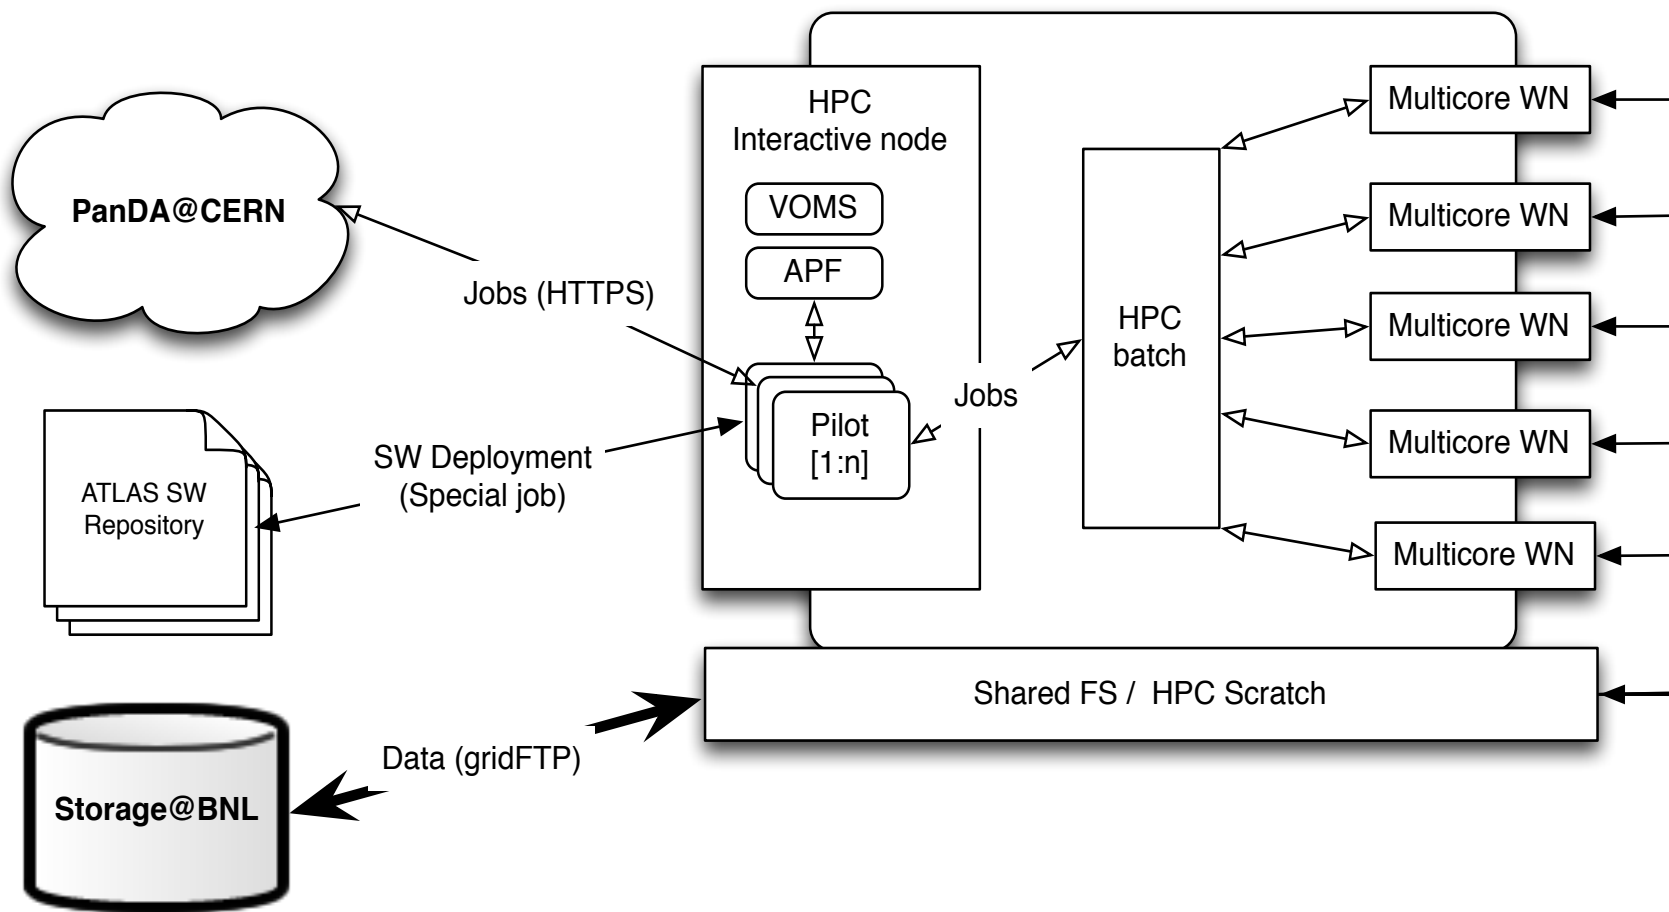 PanDA@CERN
Jobs (HTTPS)
ATLAS SW
Repository
SW Deployment
(Special job)
Storage@BNL
Data (gridFTP)
HPC
Interactive node
VOMS
APF
Pilot
[1:n]
Jobs
HPC
batch
Multicore WN
Multicore WN
Multicore WN
Multicore WN
Multicore WN
Shared FS / HPC Scratch